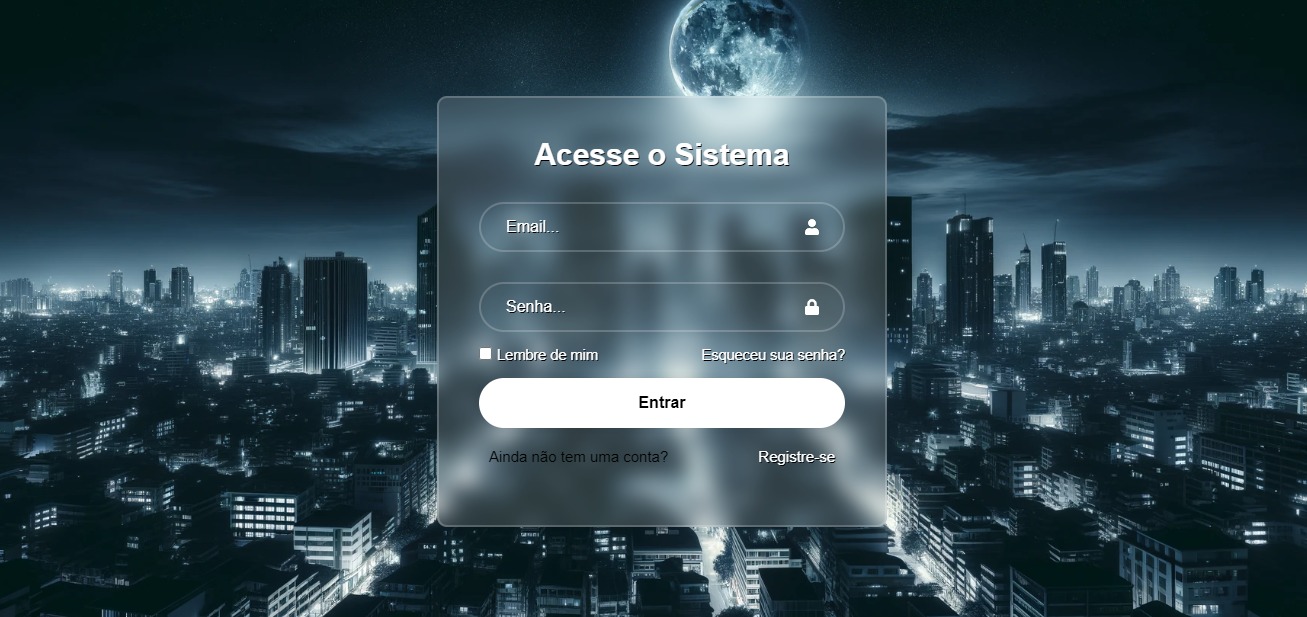 Acesse o Sistema
Email...
Senha...
Lembre de mim Esqueceu sua senha?
Entrar
Ainda não tem uma conta? Registre-se